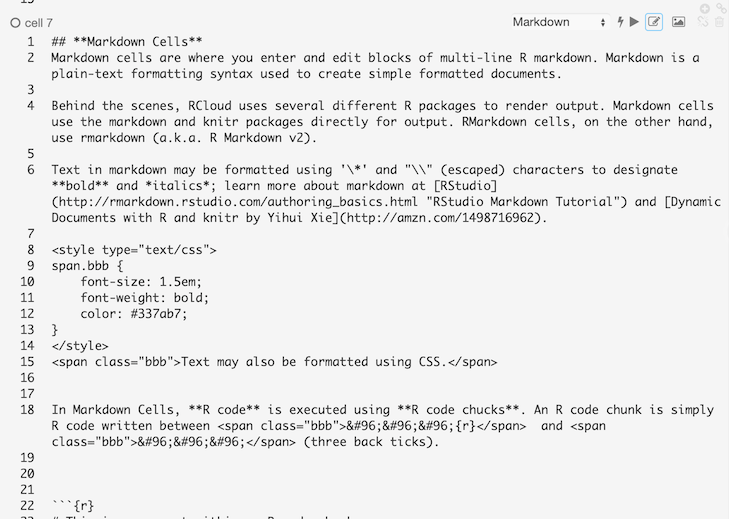 cell 7
Markdown
1 ## **Markdown Cells**
2 Markdown cells are where you enter and edit blocks of multi-line R markdown. Markdown is a
plain-text formatting syntax used to create simple formatted documents.
3
4 Behind the scenes, RCloud uses several different R packages to render output. Markdown cells
use the markdown and knitr packages directly for output. RMarkdown cells, on the other hand,
use rmarkdown (a.k.a. R Markdown v2).
5
6 Text in markdown may be formatted using '\*' and "\\" (escaped) characters to designate
**bold** and *italics*; learn more about markdown at [RStudio]
(http://rmarkdown.rstudio.com/authoring_basics.html "RStudio Markdown Tutorial") and [Dynamic
Documents with R and knitr by Yihui Xie](http://amzn.com/1498716962).
7
8 <style type="text/css">
9 span.bbb {
10     font-size: 1.5em;
11     font-weight: bold;
12     color: #337ab7;
13 }
14 </style>
15 <span class="bbb">Text may also be formatted using CSS.</span>
16
17
18 In Markdown Cells, **R code** is executed using **R code chucks**. An R code chunk is simply
R code written between <span class="bbb">&#96;&#96;&#96;{r}</span>  and <span
class="bbb">&#96;&#96;&#96;</span> (three back ticks).
19
20
21
22 ```{r}